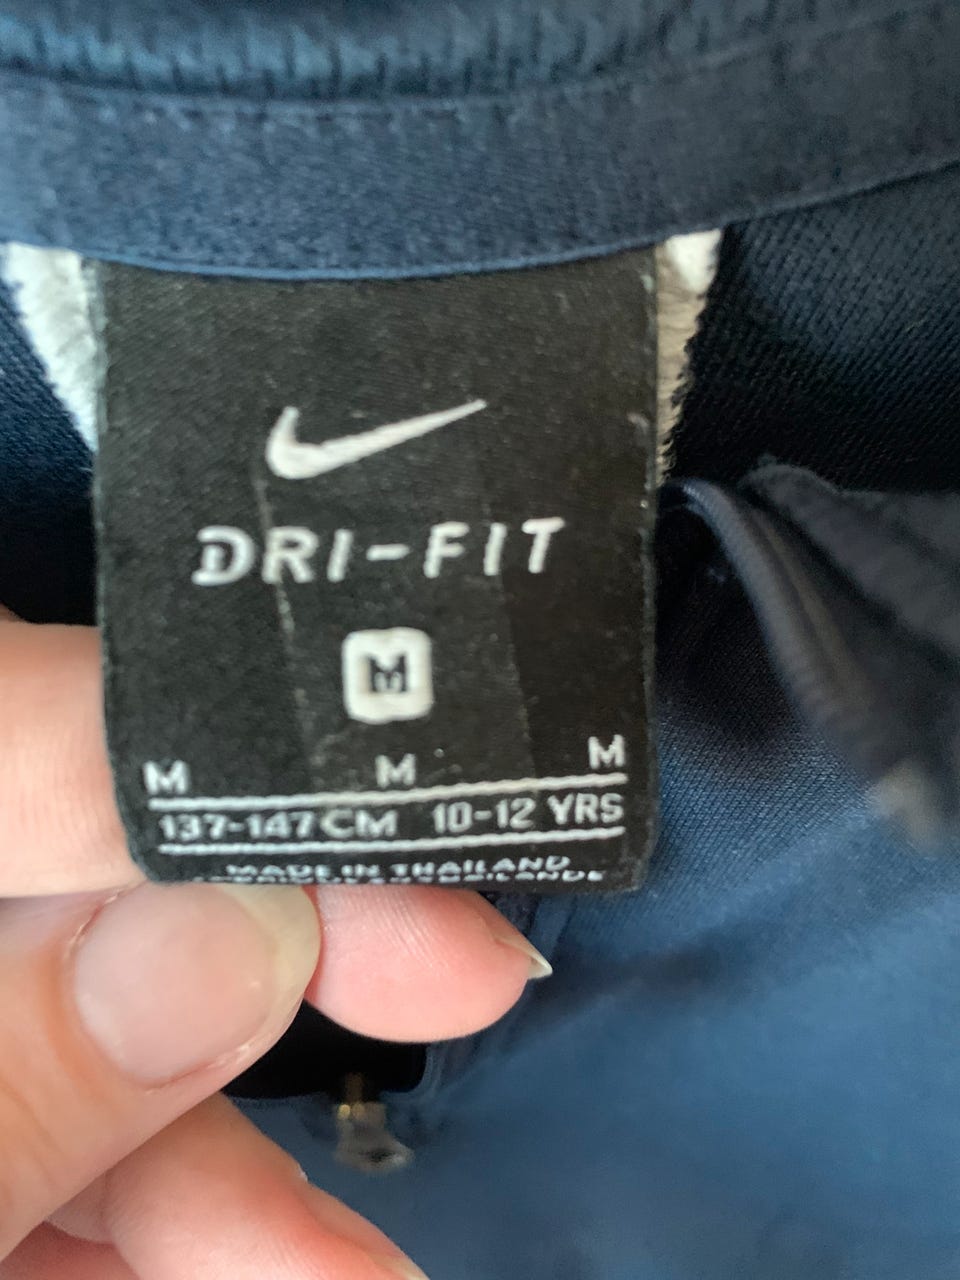 DRI-FIT
M
M M M
137-147CM 10-12 YRS
MADE IN THAILAND